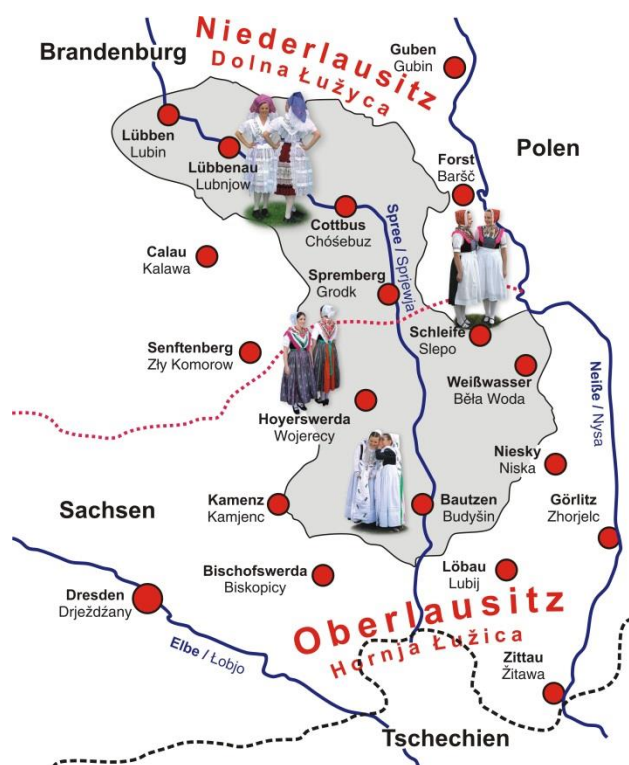 Brandenburg
Niederlausitz
Dolna Łužyca
Guben
Gubin
Lübben
Lubin
Lübbenau
Lubnjow
Forst
Baršć
Polen
Cottbus
Chóśebuz
Spree / Sprjewja
Calau
Kalawa
Spremberg
Grodk
Schleife
Slepo
Senftenberg
Zły Komorow
Weißwasser
Běła Woda
Neiße / Nysa
Hoyerswerda
Wojerecy
Niesky
Niska
Sachsen
Kamenz
Kamjenc
Bautzen
Budyšin
Görlitz
Zhorjelc
Bischofswerda
Biskopicy
Löbau
Lubij
Dresden
Drježdźany
Oberlausitz
Hornja Łužica
Elbe / Łobjo
Zittau
Žitawa
Tschechien